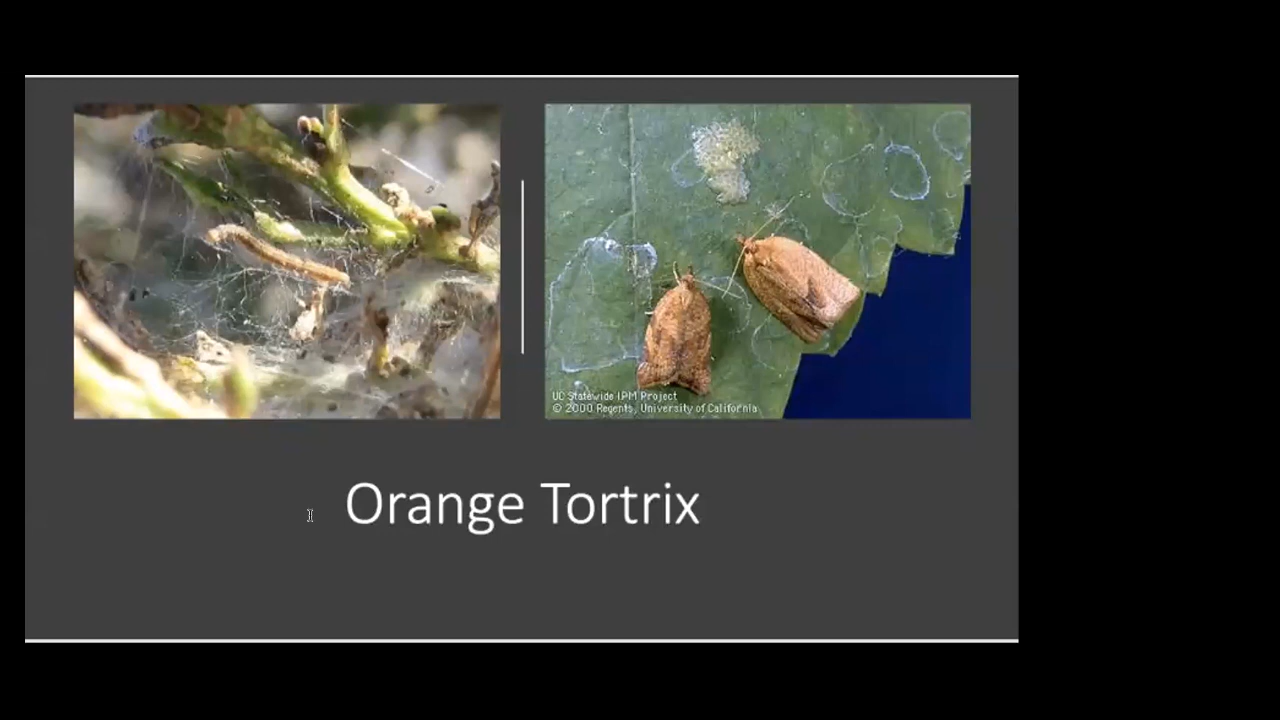 UC Statewide IPM Project
© 2000 Regents, University of California
Orange Tortrix